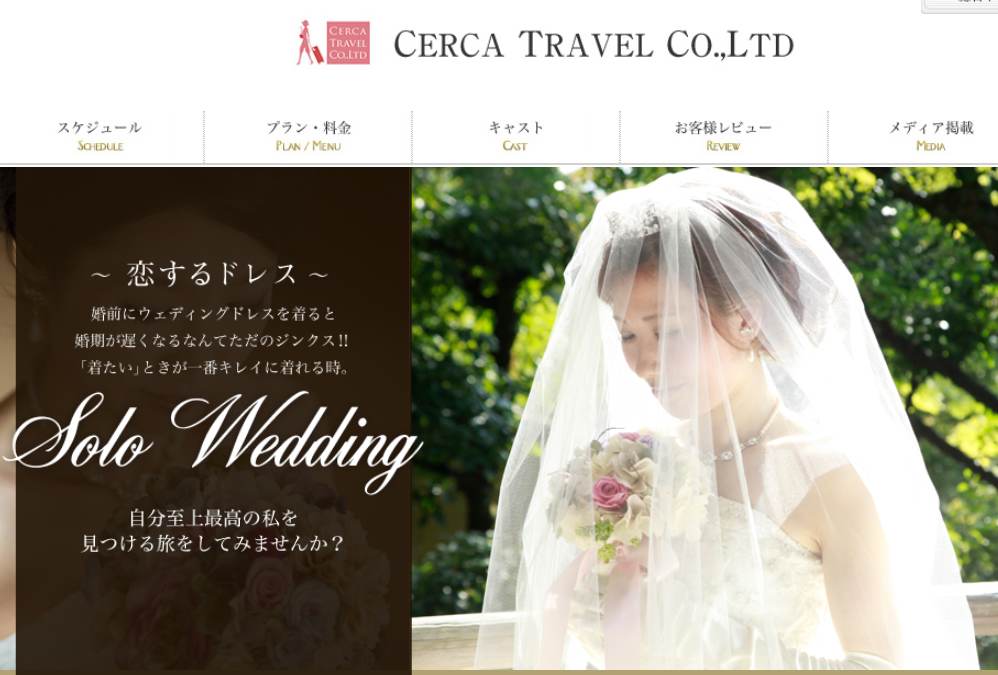 CERCA
TRAVEL
CO.,LTD
CERCA TRAVEL CO.,LTD
スケジュール
SCHEDULE
プラン・料金
PLAN / MENU
キャスト
CAST
お客様レビュー
REVIEW
メディア掲載
MEDIA
~ 恋するドレス ~
婚前にウェディングドレスを着ると
婚期が遅くなるなんてただのジンクス!!
「着たい」ときが一番キレイに着れる時。
Solo Wedding
自分至上最高の私を
見つける旅をしてみませんか？